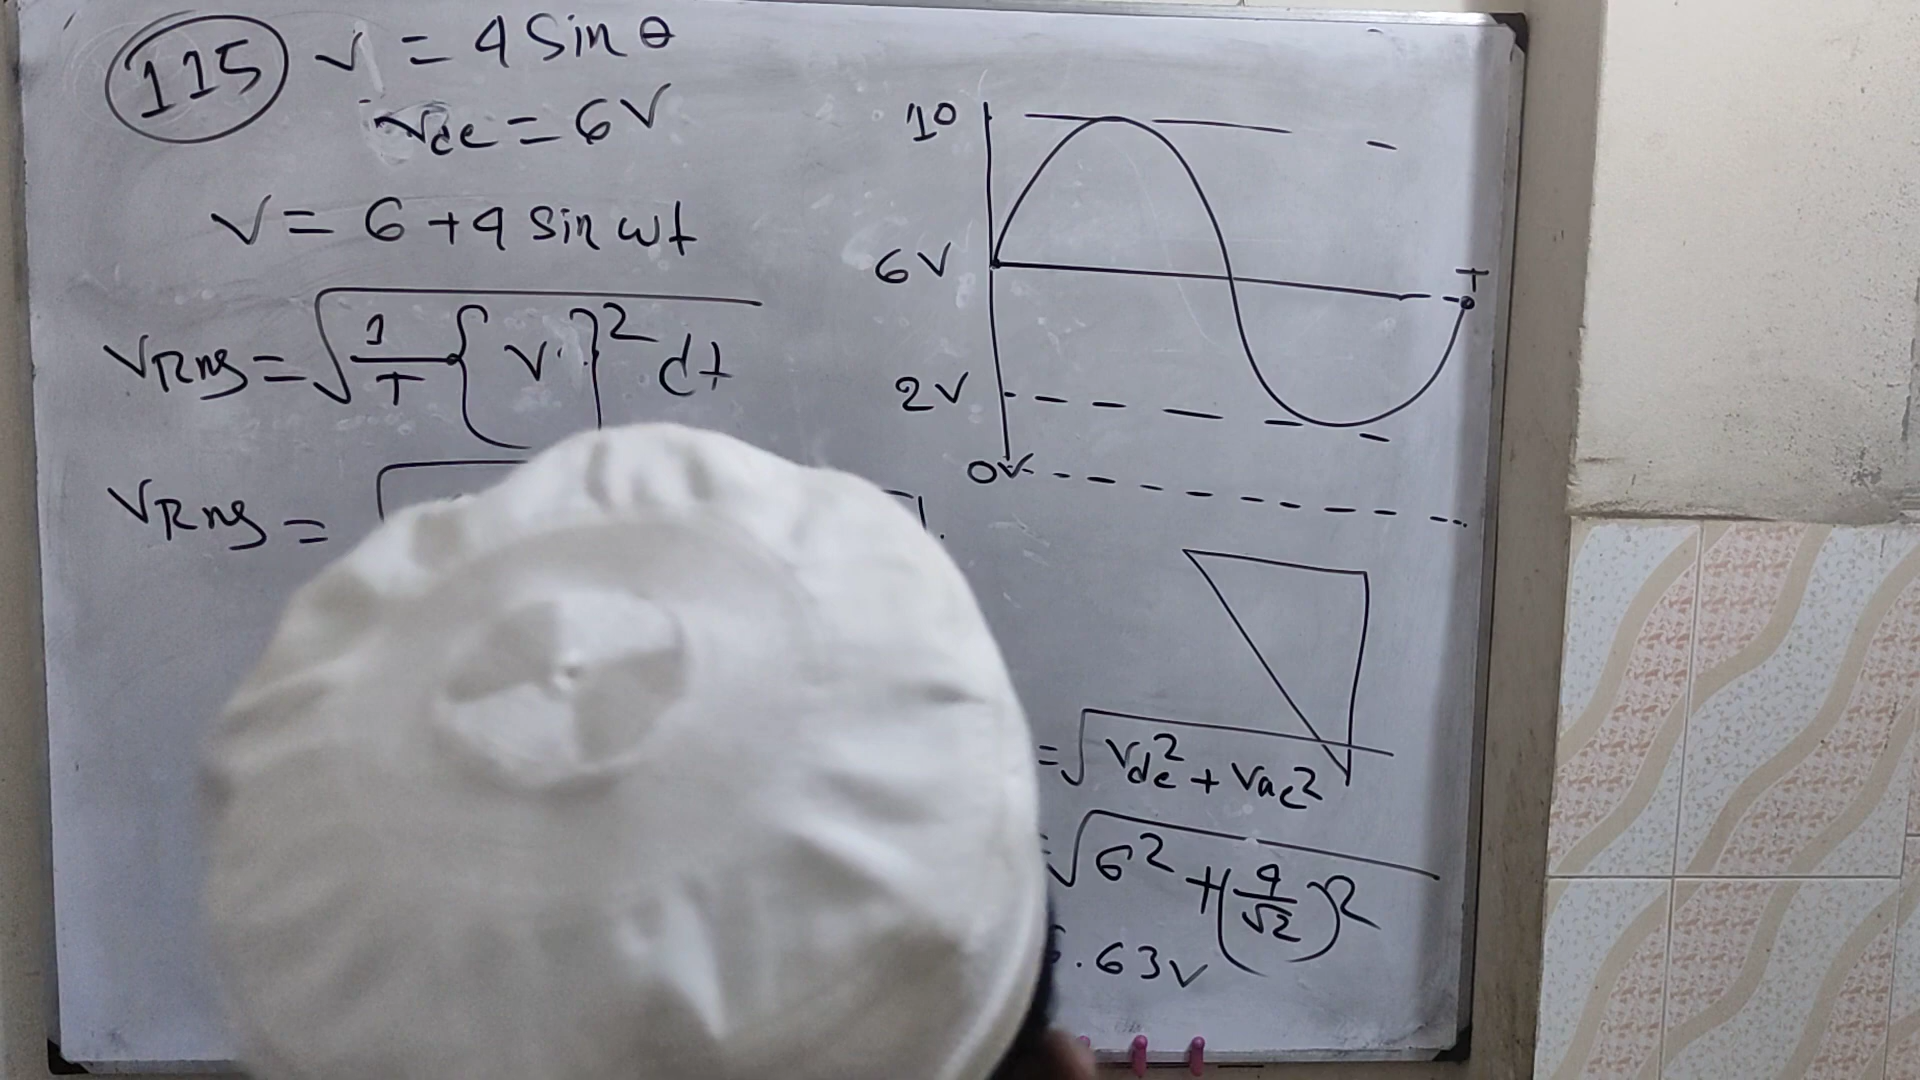 115 V = 4 Sin θ
Vdc = 6V
V = 6 + 4 Sin ωt
VRms = √ 1/T { V }² dt
VRms =
10
6V
T
2V
0V
= √ Vdc² + Vac²
= √ 6² + (4/√2)²
.63V